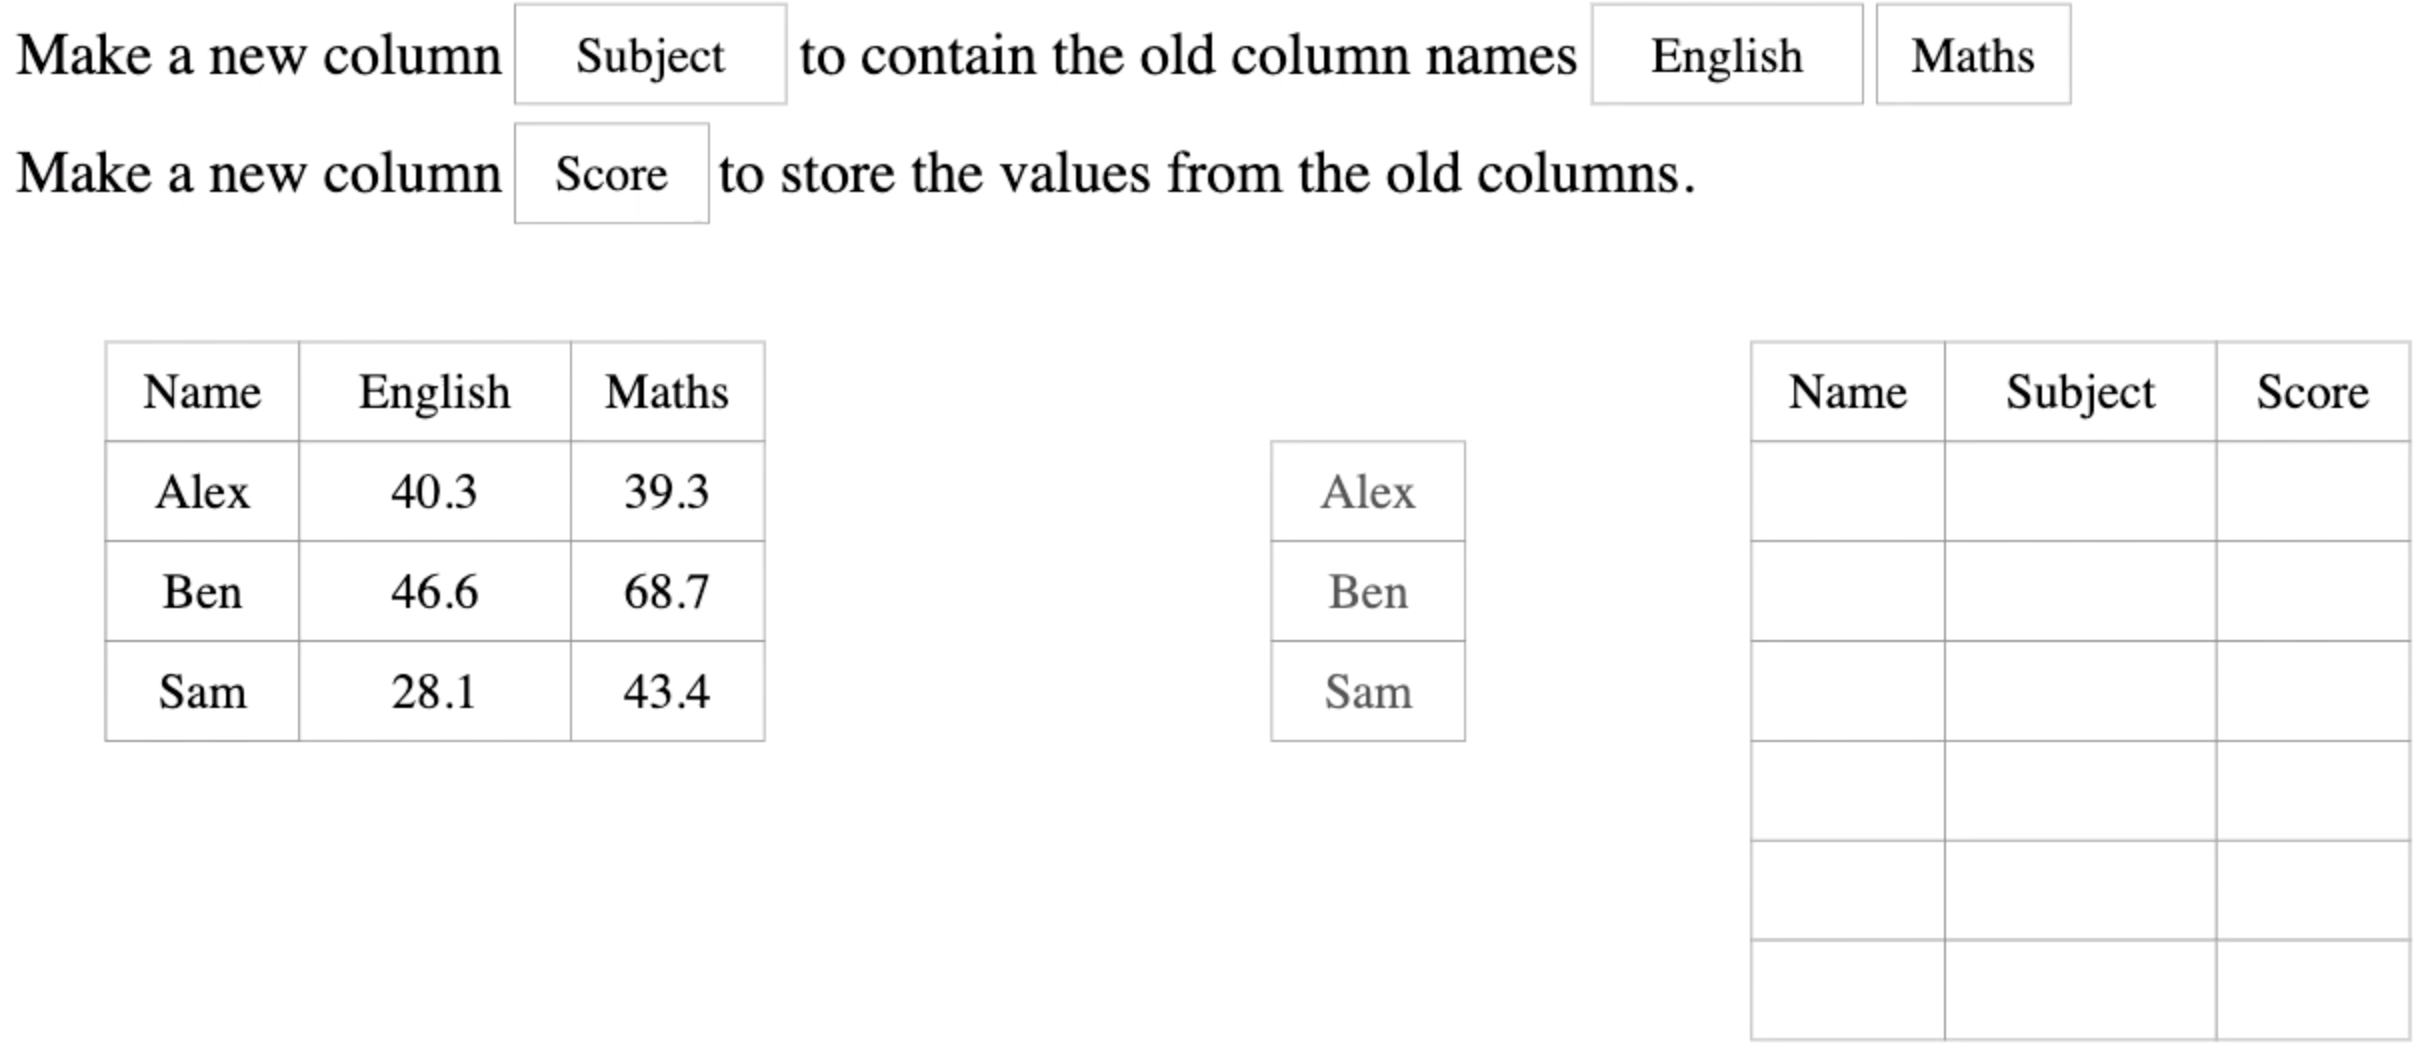 Make a new column Subject to contain the old column names English Maths
Make a new column Score to store the values from the old columns.
Name English Maths
Alex 40.3 39.3
Ben 46.6 68.7
Sam 28.1 43.4
Alex
Ben
Sam
Name Subject Score